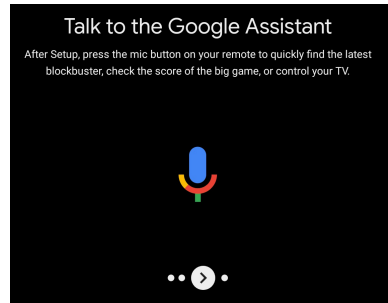 Talk to the Google Assistant
After Setup, press the mic button on your remote to quickly find the latest
blockbuster, check the score of the big game, or control your TV.